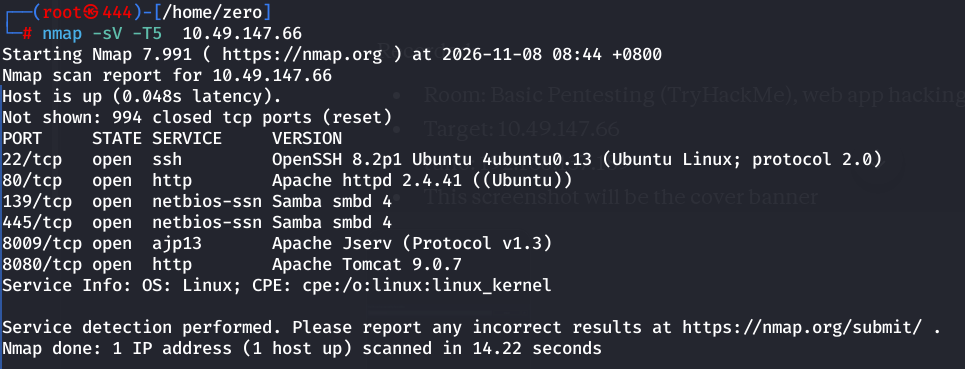 ┌──(root㉿444)-[/home/zero]
└─# nmap -sV -T5  10.49.147.66
Starting Nmap 7.991 ( https://nmap.org ) at 2026-11-08 08:44 +0800
Nmap scan report for 10.49.147.66
Host is up (0.048s latency).
Not shown: 994 closed tcp ports (reset)
PORT     STATE SERVICE     VERSION
22/tcp   open  ssh         OpenSSH 8.2p1 Ubuntu 4ubuntu0.13 (Ubuntu Linux; protocol 2.0)
80/tcp   open  http        Apache httpd 2.4.41 ((Ubuntu))
139/tcp  open  netbios-ssn Samba smbd 4
445/tcp  open  netbios-ssn Samba smbd 4
8009/tcp open  ajp13       Apache Jserv (Protocol v1.3)
8080/tcp open  http        Apache Tomcat 9.0.7
Service Info: OS: Linux; CPE: cpe:/o:linux:linux_kernel
Service detection performed. Please report any incorrect results at https://nmap.org/submit/ .
Nmap done: 1 IP address (1 host up) scanned in 14.22 seconds
Room: Basic Pentesting (TryHackMe), web app hacking
Target: 10.49.147.66
This screenshot will be the cover banner